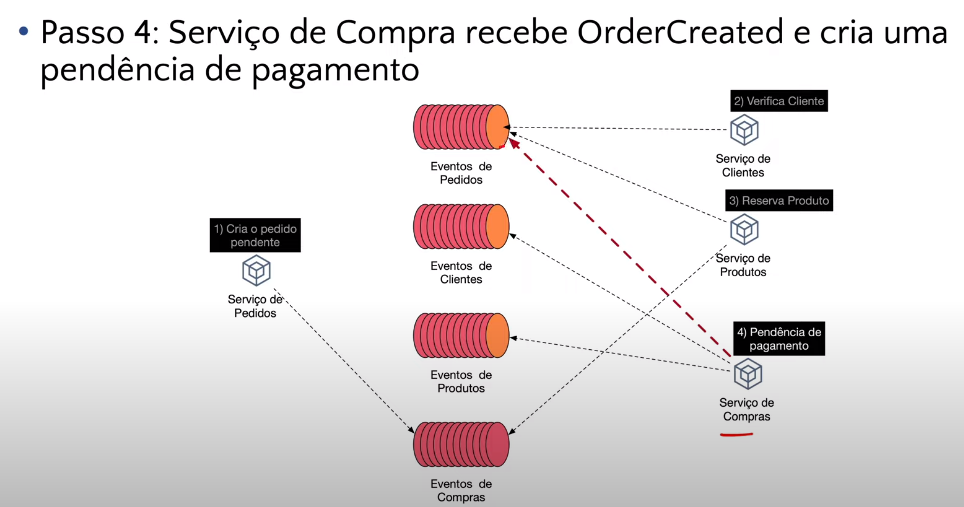 • Passo 4: Serviço de Compra recebe OrderCreated e cria uma
pendência de pagamento
2) Verifica Cliente
Serviço de
Clientes
Eventos de
Pedidos
3) Reserva Produto
Serviço de
Produtos
1) Cria o pedido
pendente
Serviço de
Pedidos
Eventos de
Clientes
4) Pendência de
pagamento
Serviço de
Compras
Eventos de
Produtos
Eventos de
Compras